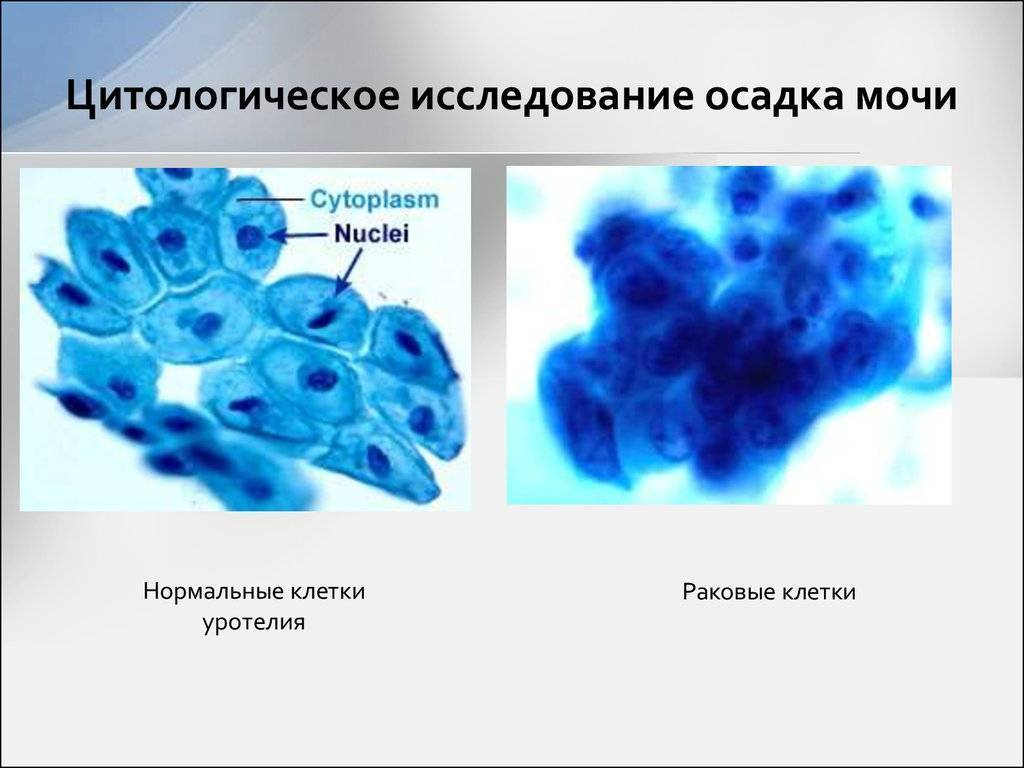 Цитологическое исследование осадка мочи
Cytoplasm
Nuclei
Нормальные клетки
уротелия
Раковые клетки